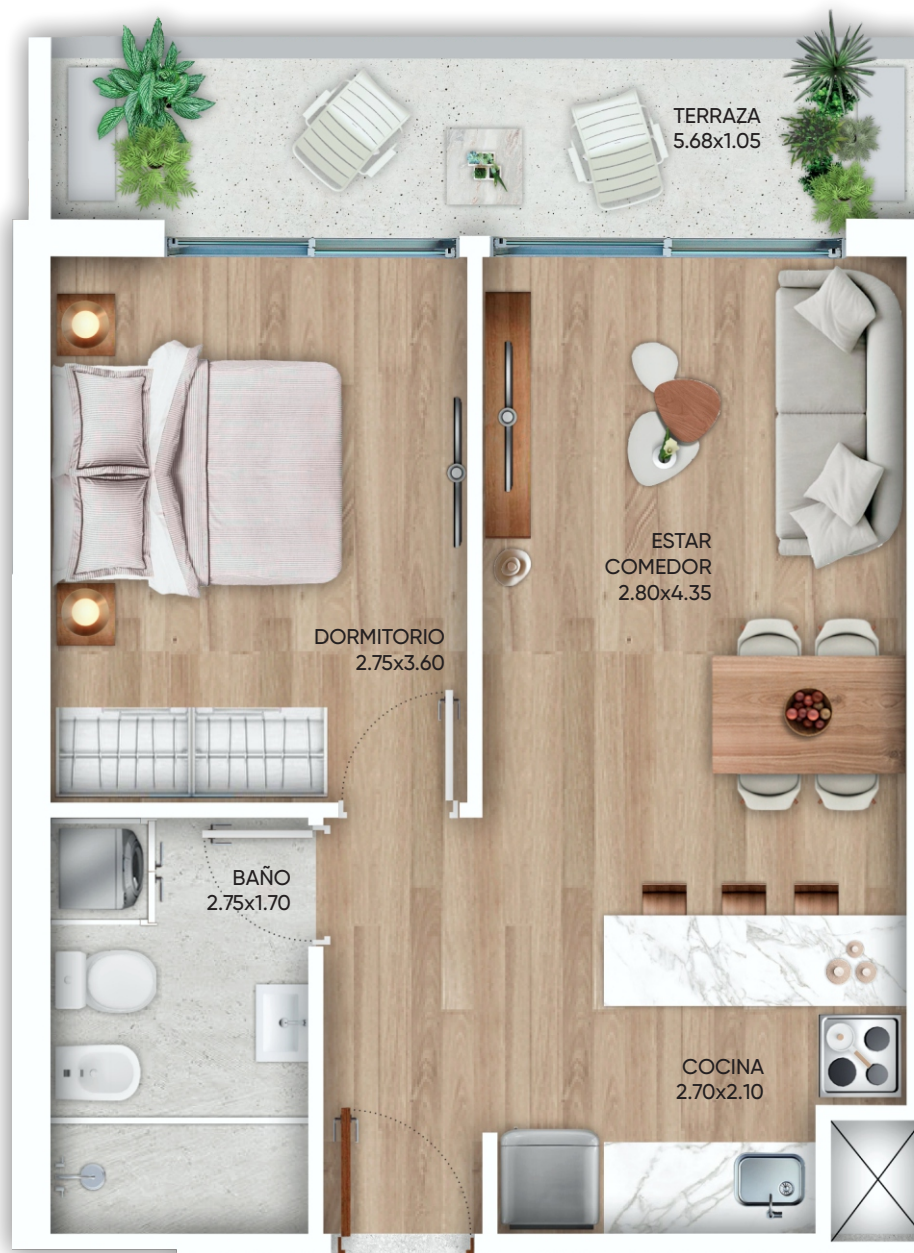 TERRAZA
5.68x1.05
ESTAR
COMEDOR
2.80x4.35
DORMITORIO
2.75x3.60
BAÑO
2.75x1.70
COCINA
2.70x2.10